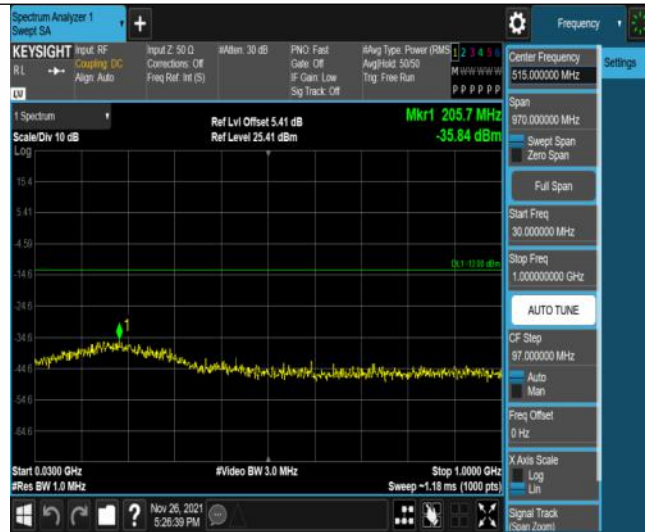 Spectrum Analyzer 1
Swept SA
+
Frequency
KEYSIGHT
RL
Input: RF
Coupling: DC
Align: Auto
Input Z: 50 Ω
Corrections: Off
Freq Ref: Int (S)
#Atten: 30 dB
PNO: Fast
Gate: Off
IF Gain: Low
Sig Track: Off
#Avg Type: Power (RMS
Avg|Hold: 50/50
Trig: Free Run
1 2 3 4 5 6
M W W W W W
P P P P P P
1 Spectrum
Scale/Div 10 dB
Ref Lvl Offset 5.41 dB
Ref Level 25.41 dBm
Mkr1 205.7 MHz
-35.84 dBm
Log
15.4
5.41
-4.59
DL1 -13.00 dBm
-14.6
-24.6
-34.6
1
-44.6
-54.6
-64.6
Start 0.0300 GHz
#Res BW 1.0 MHz
#Video BW 3.0 MHz
Stop 1.0000 GHz
Sweep ~1.18 ms (1000 pts)
Nov 26, 2021
5:26:39 PM
Center Frequency
515.000000 MHz
Settings
Span
970.000000 MHz
Swept Span
Zero Span
Full Span
Start Freq
30.000000 MHz
Stop Freq
1.000000000 GHz
AUTO TUNE
CF Step
97.000000 MHz
Auto
Man
Freq Offset
0 Hz
X Axis Scale
Log
Lin
Signal Track
(Span Zoom)